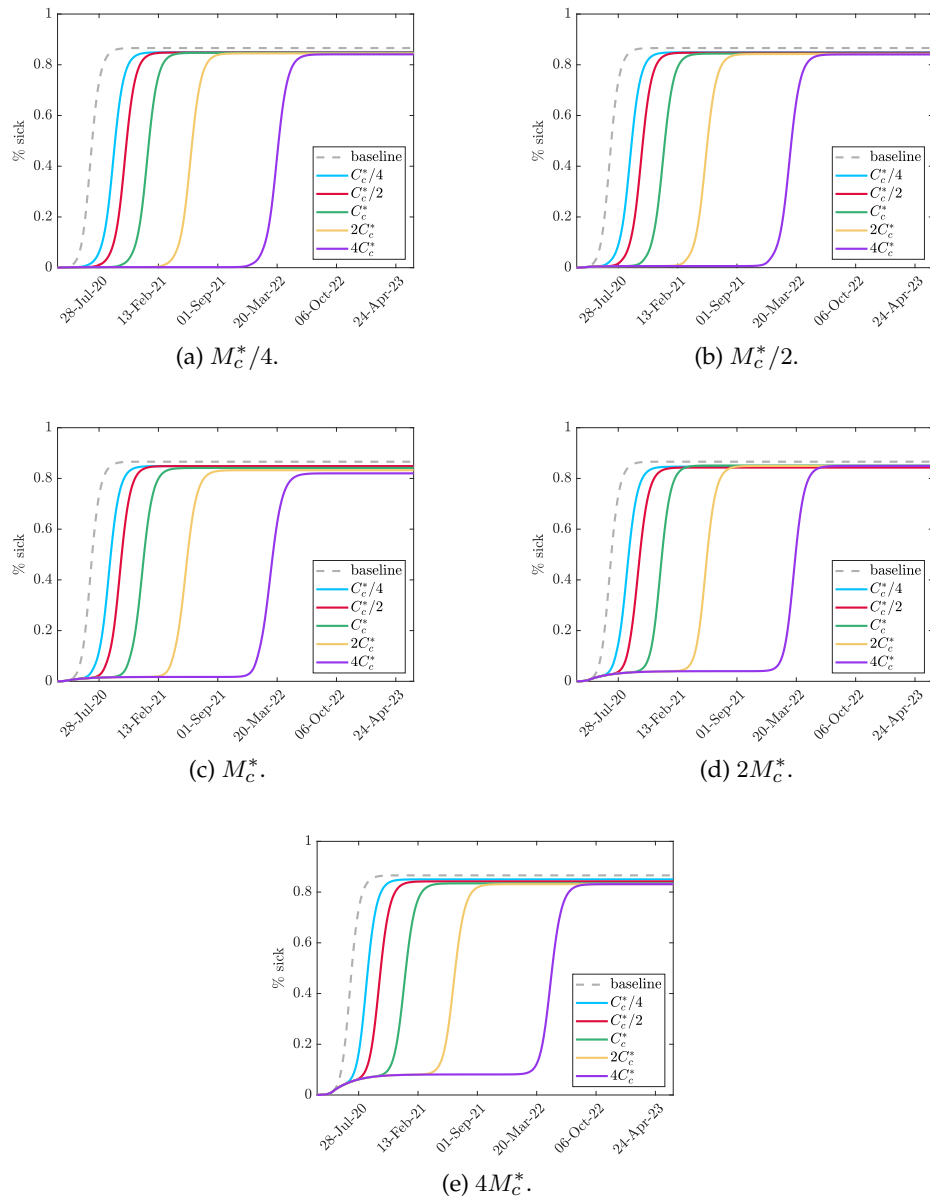 1
0.8
0.6
0.4
0.2
0
% sick
baseline
C*c/4
C*c/2
C*c
2C*c
4C*c
28-Jul-20
13-Feb-21
01-Sep-21
20-Mar-22
06-Oct-22
24-Apr-23
(a) M*c/4.
1
0.8
0.6
0.4
0.2
0
% sick
baseline
C*c/4
C*c/2
C*c
2C*c
4C*c
28-Jul-20
13-Feb-21
01-Sep-21
20-Mar-22
06-Oct-22
24-Apr-23
(b) M*c/2.
1
0.8
0.6
0.4
0.2
0
% sick
baseline
C*c/4
C*c/2
C*c
2C*c
4C*c
28-Jul-20
13-Feb-21
01-Sep-21
20-Mar-22
06-Oct-22
24-Apr-23
(c) M*c.
1
0.8
0.6
0.4
0.2
0
% sick
baseline
C*c/4
C*c/2
C*c
2C*c
4C*c
28-Jul-20
13-Feb-21
01-Sep-21
20-Mar-22
06-Oct-22
24-Apr-23
(d) 2M*c.
1
0.8
0.6
0.4
0.2
0
% sick
baseline
C*c/4
C*c/2
C*c
2C*c
4C*c
28-Jul-20
13-Feb-21
01-Sep-21
20-Mar-22
06-Oct-22
24-Apr-23
(e) 4M*c.